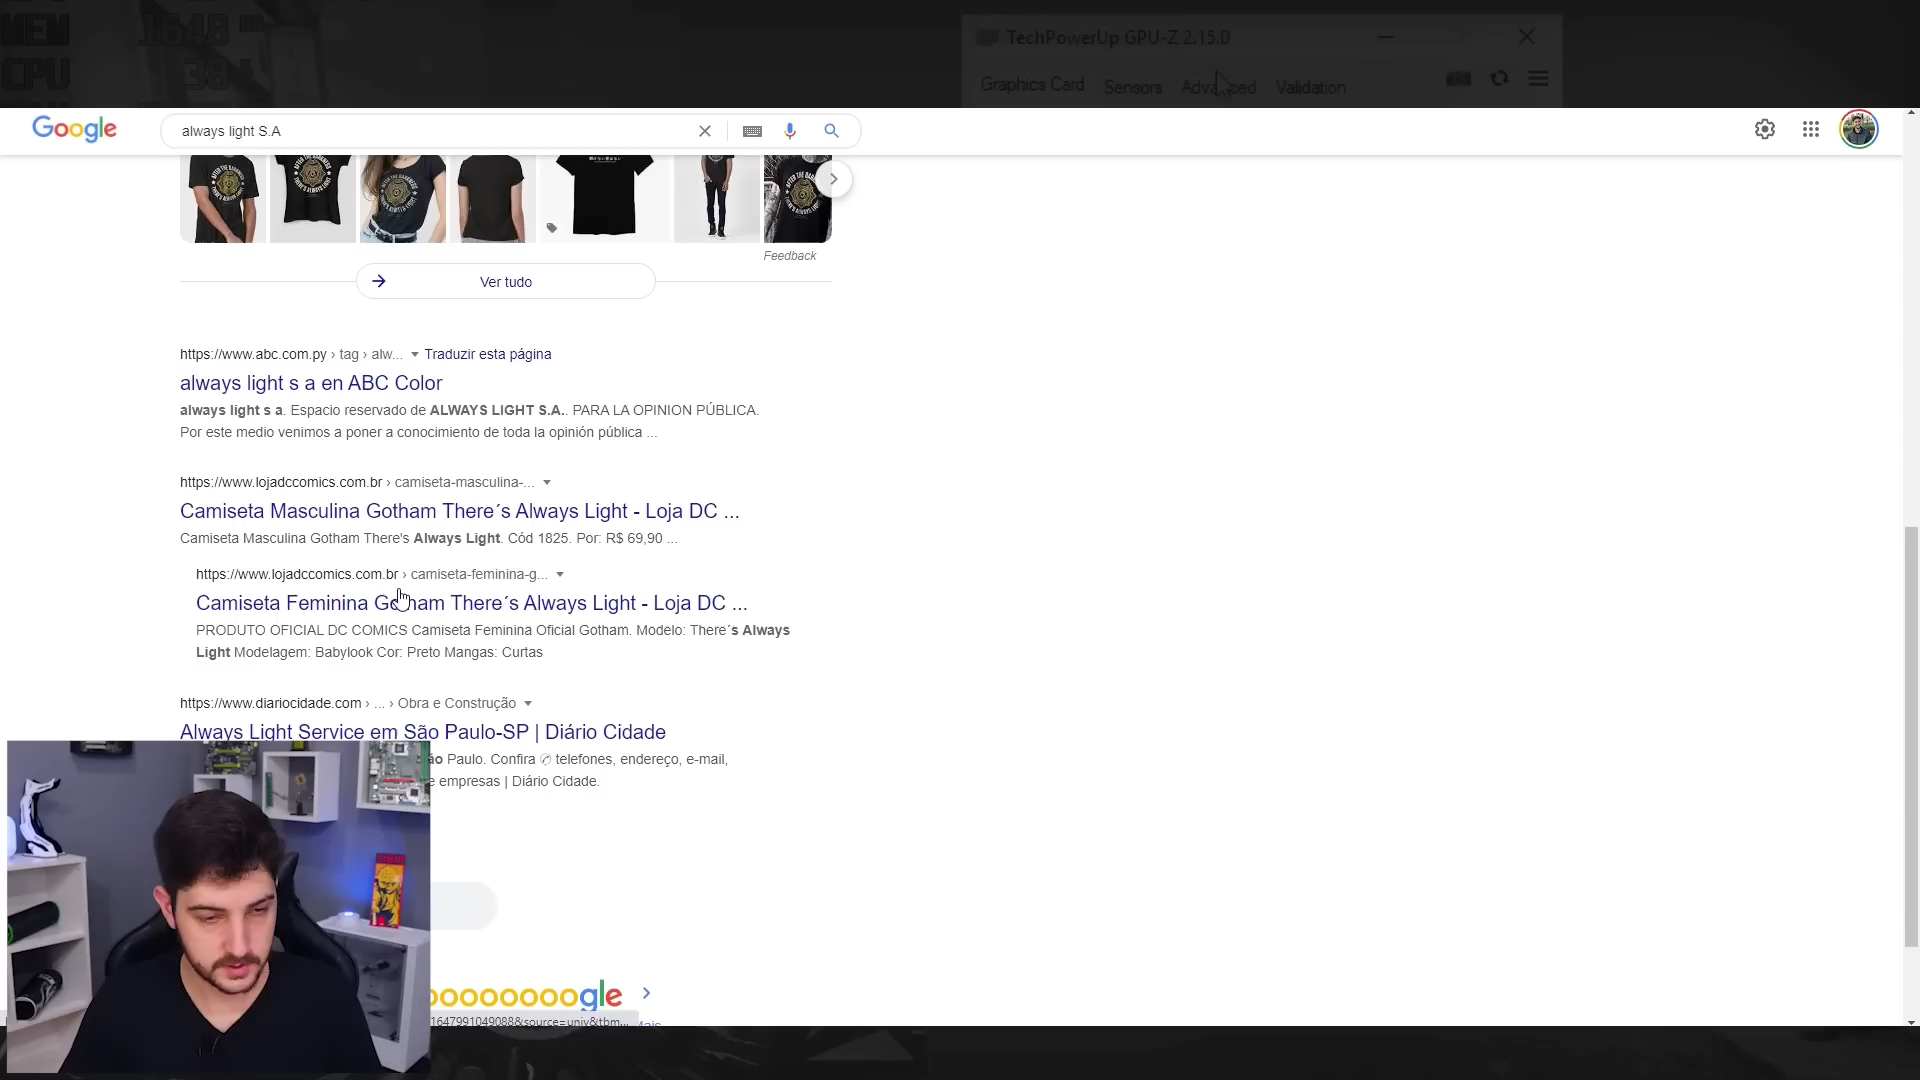 MEM
CPU
TechPowerUp GPU-Z 2.15.0
Graphics Card Sensors Advanced Validation
Google
always light S.A
Feedback
Ver tudo
https://www.abc.com.py › tag › alw... Traduzir esta página
always light s a en ABC Color
always light s a. Espacio reservado de ALWAYS LIGHT S.A.. PARA LA OPINION PÚBLICA.
Por este medio venimos a poner a conocimiento de toda la opinión pública ...
https://www.lojadccomics.com.br › camiseta-masculina-...
Camiseta Masculina Gotham There´s Always Light - Loja DC ...
Camiseta Masculina Gotham There's Always Light. Cód 1825. Por: R$ 69,90 ...
https://www.lojadccomics.com.br › camiseta-feminina-g...
Camiseta Feminina Gotham There´s Always Light - Loja DC ...
PRODUTO OFICIAL DC COMICS Camiseta Feminina Oficial Gotham. Modelo: There´s Always
Light Modelagem: Babylook Cor: Preto Mangas: Curtas
https://www.diariocidade.com › ... › Obra e Construção
Always Light Service em São Paulo-SP | Diário Cidade
Paulo. Confira telefones, endereço, e-mail,
e empresas | Diário Cidade.
oooooooogle
1647991049088&source=univ&tbm...